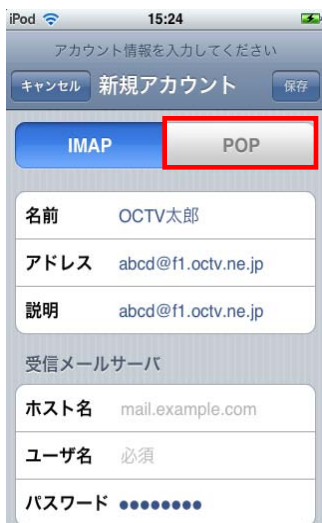 iPod 15:24
アカウント情報を入力してください
キャンセル 新規アカウント 保存
IMAP POP
名前 OCTV太郎
アドレス abcd@f1.octv.ne.jp
説明 abcd@f1.octv.ne.jp
受信メールサーバ
ホスト名 mail.example.com
ユーザ名 必須
パスワード ●●●●●●●●